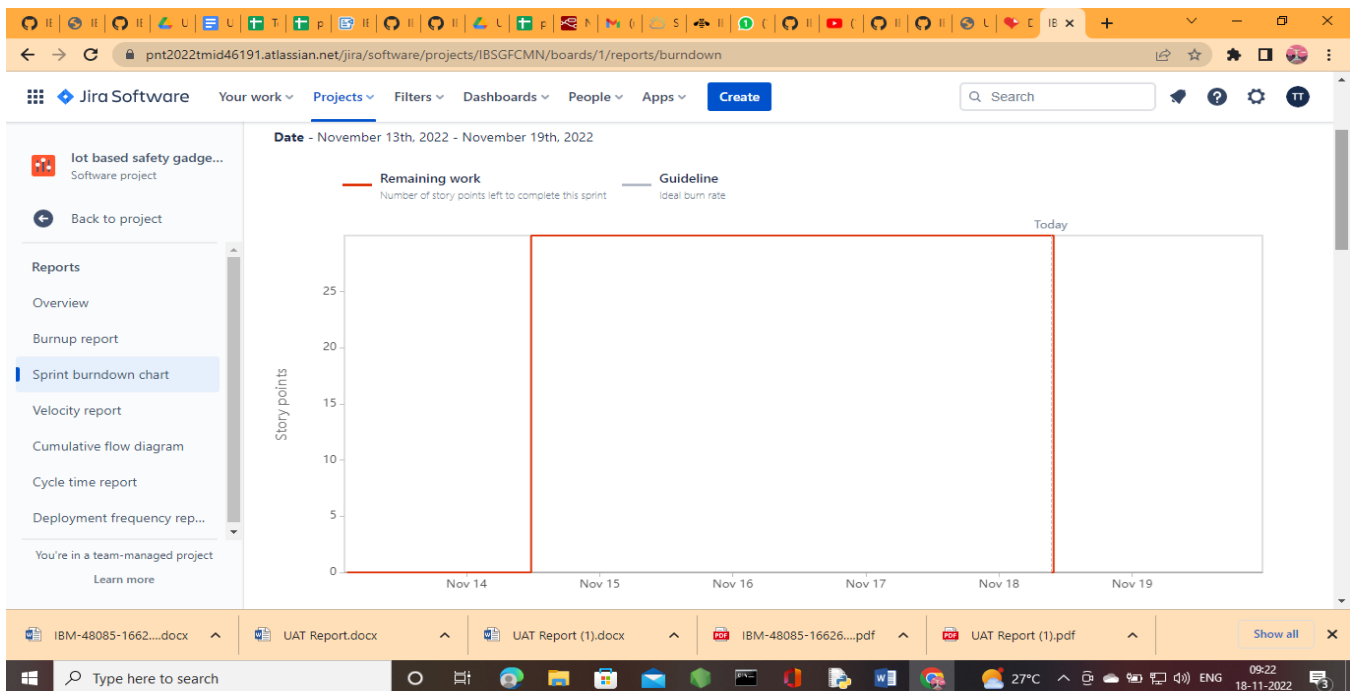 pnt2022tmid46191.atlassian.net/jira/software/projects/IBSGFCMN/boards/1/reports/burndown
Jira Software Your work Projects Filters Dashboards People Apps Create Search TT
Iot based safety gadge...
Software project
Back to project
Reports
Overview
Burnup report
Sprint burndown chart
Velocity report
Cumulative flow diagram
Cycle time report
Deployment frequency rep...
You're in a team-managed project
Learn more
Date - November 13th, 2022 - November 19th, 2022
Remaining work
Number of story points left to complete this sprint
Guideline
Ideal burn rate
Today
Story points
25
20
15
10
5
0
Nov 14 Nov 15 Nov 16 Nov 17 Nov 18 Nov 19
IBM-48085-1662....docx UAT Report.docx UAT Report (1).docx IBM-48085-16626....pdf UAT Report (1).pdf Show all
Type here to search 27°C ENG 09:22
18-11-2022 3